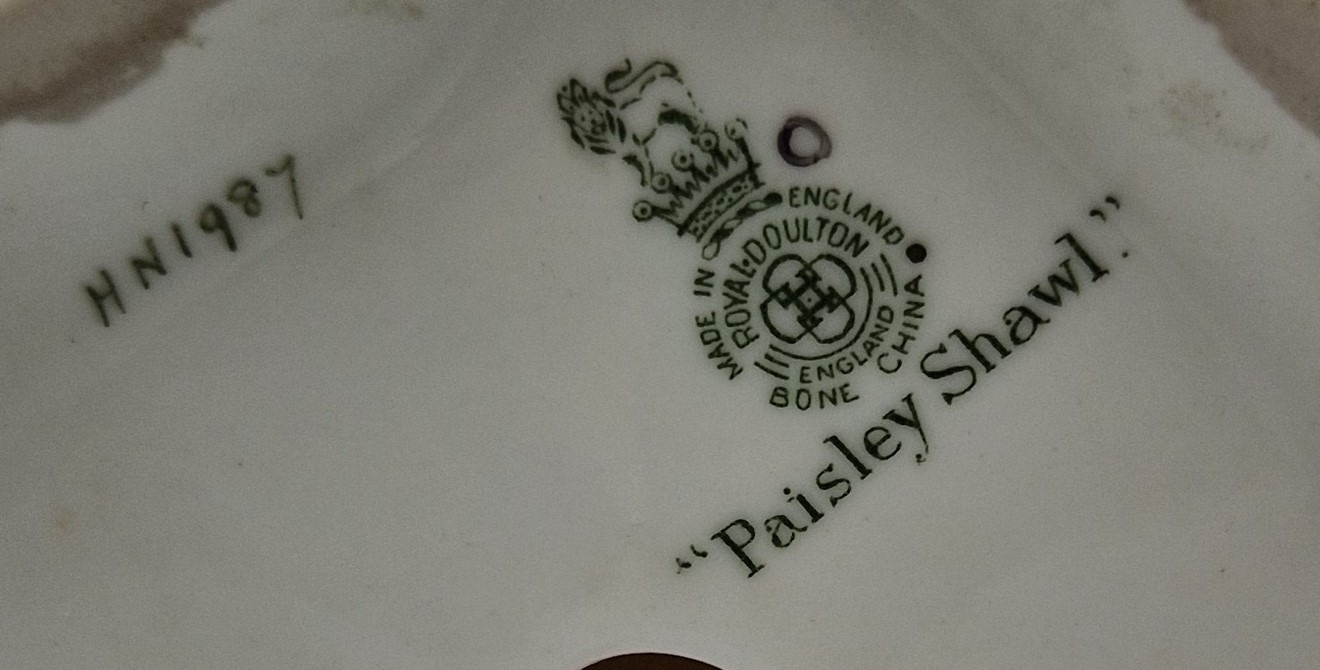 HN1987
MADE IN ENGLAND
ROYAL·DOULTON
ENGLAND
BONE CHINA
"Paisley Shawl."